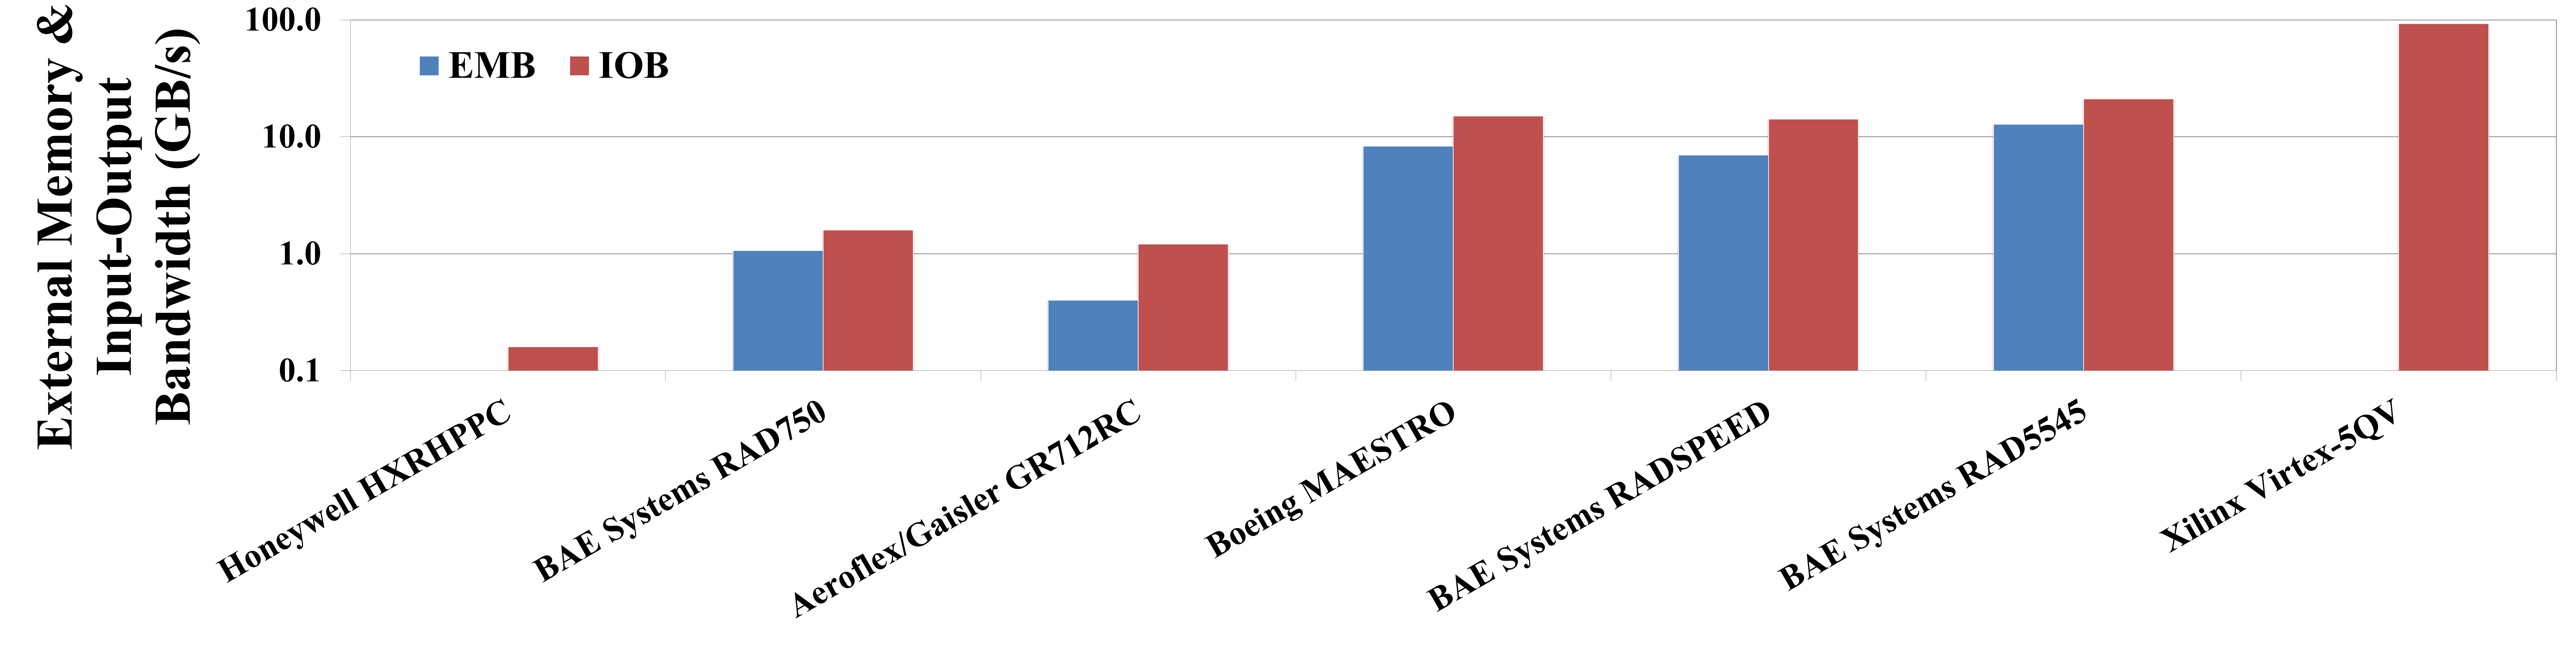 External Memory &
Input-Output
Bandwidth (GB/s)
100.0
10.0
1.0
0.1
EMB
IOB
Honeywell HXRHPPC
BAE Systems RAD750
Aeroflex/Gaisler GR712RC
Boeing MAESTRO
BAE Systems RADSPEED
BAE Systems RAD5545
Xilinx Virtex-5QV